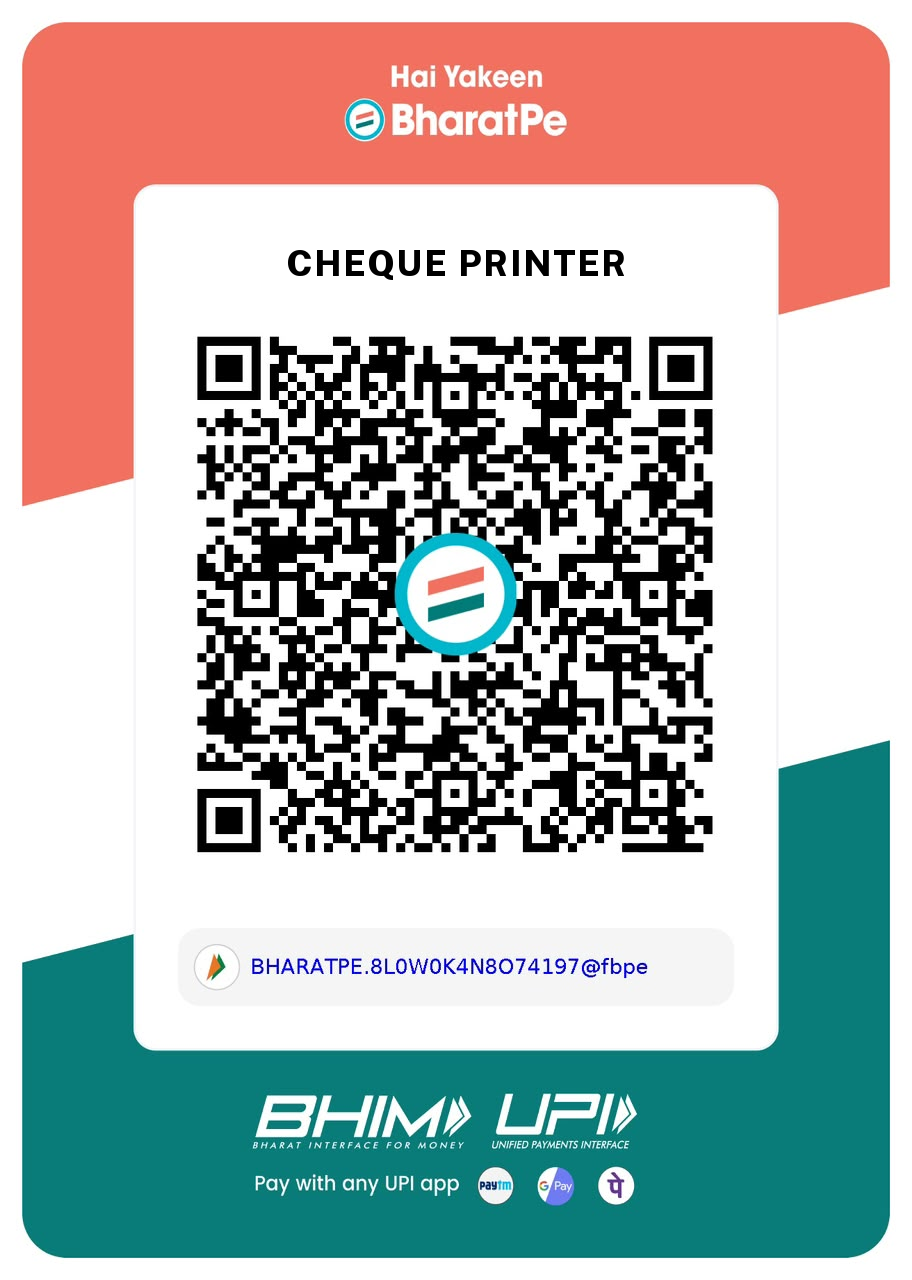 Hai Yakeen
BharatPe
CHEQUE PRINTER
BHARATPE.8L0W0K4N8O74197@fbpe
BHIM UPI
BHARAT INTERFACE FOR MONEY UNIFIED PAYMENTS INTERFACE
Pay with any UPI app paytm G Pay पे